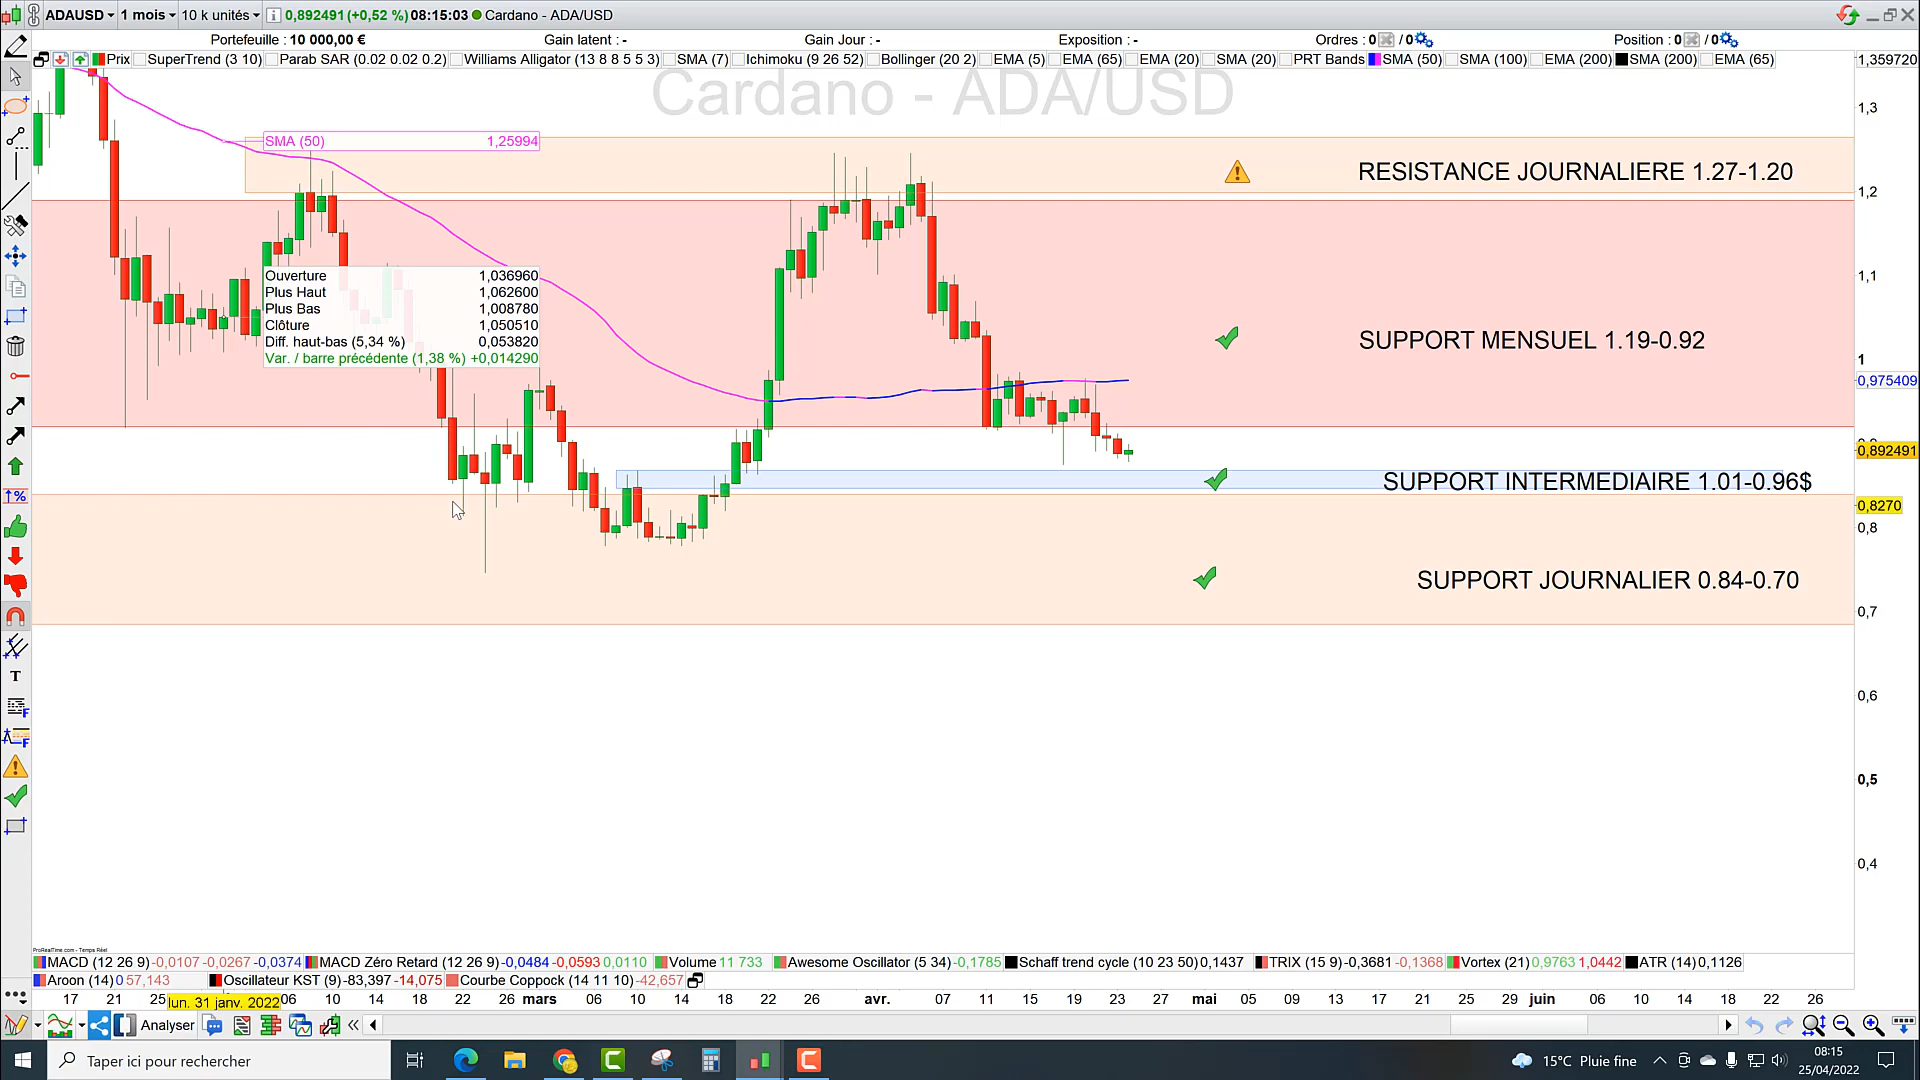 ADAUSD 1 mois 10 k unités 0,892491 (+0,52 %) 08:15:03 Cardano - ADA/USD
Portefeuille : 10 000,00 € Gain latent : - Gain Jour : - Exposition : - Ordres : 0 / 0 Position : 0 / 0
Prix SuperTrend (3 10) Parab SAR (0.02 0.02 0.2) Williams Alligator (13 8 8 5 5 3) SMA (7) Ichimoku (9 26 52) Bollinger (20 2) EMA (5) EMA (65) EMA (20) SMA (20) PRT Bands SMA (50) SMA (100) EMA (200) SMA (200) EMA (65)
1,359720
Cardano - ADA/USD
1,3
SMA (50) 1,25994
RESISTANCE JOURNALIERE 1.27-1.20
1,2
Ouverture 1,036960
1,1
Plus Haut 1,062600
Plus Bas 1,008780
Clôture 1,050510
Diff. haut-bas (5,34 %) 0,053820
Var. / barre précédente (1,38 %) +0,014290
SUPPORT MENSUEL 1.19-0.92
1
0,975409
0,892491
SUPPORT INTERMEDIAIRE 1.01-0.96$
0,8270
0,8
SUPPORT JOURNALIER 0.84-0.70
0,7
0,6
0,5
0,4
ProRealTime.com - Temps Réel
MACD (12 26 9) -0,0107 -0,0267 -0,0374 MACD Zéro Retard (12 26 9) -0,0484 -0,0593 0,0110 Volume 11 733 Awesome Oscillator (5 34) -0,1785 Schaff trend cycle (10 23 50) 0,1437 TRIX (15 9) -0,3681 -0,1368 Vortex (21) 0,9763 1,0442 ATR (14) 0,1126
Aroon (14) 0 57,143 Oscillateur KST (9) -83,397 -14,075 Courbe Coppock (14 11 10) -42,657
17 21 25 lun. 31 janv. 2022 06 10 14 18 22 26 mars 06 10 14 18 22 26 avr. 07 11 15 19 23 27 mai 05 09 13 17 21 25 29 juin 06 10 14 18 22 26
Analyser
Taper ici pour rechercher
15°C Pluie fine
08:15
25/04/2022
T
F
F
%